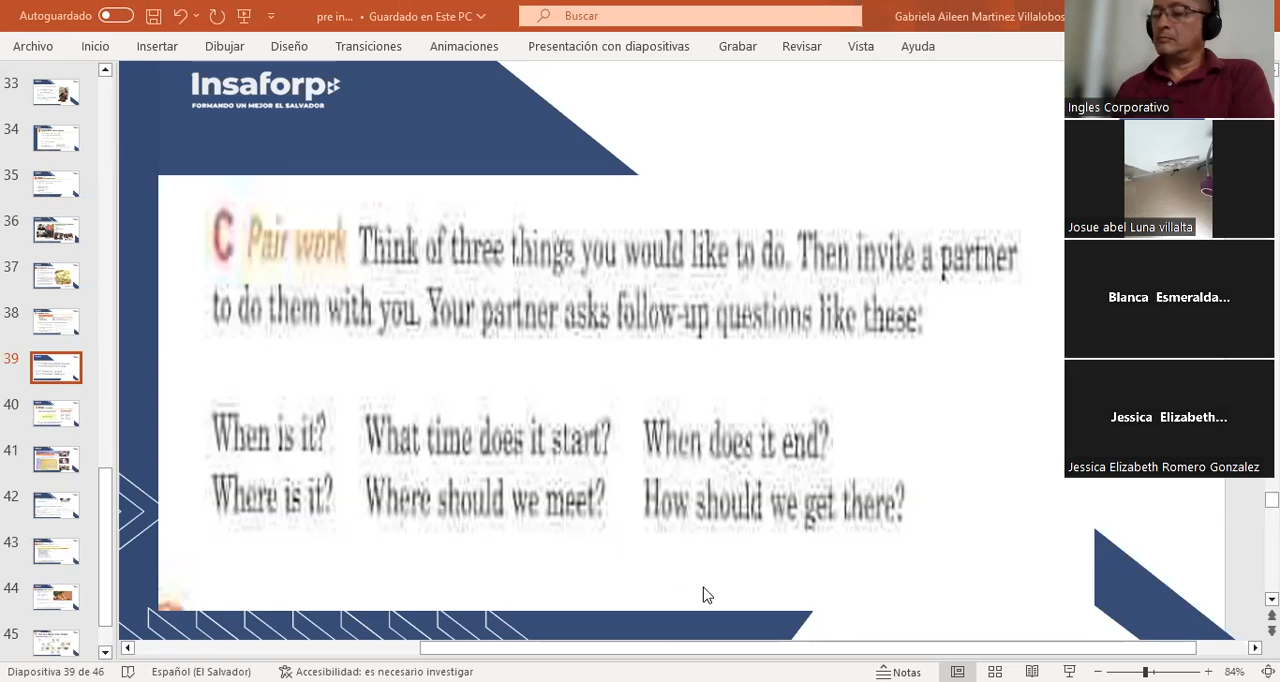 Autoguardado
pre in... • Guardado en Este PC
Buscar
Gabriela Aileen Martinez Villalobos
Archivo Inicio Insertar Dibujar Diseño Transiciones Animaciones Presentación con diapositivas Grabar Revisar Vista Ayuda
Ingles Corporativo
Josue abel Luna villalta
Blanca Esmeralda...
Jessica Elizabeth...
Jessica Elizabeth Romero Gonzalez
33
34
35
36
37
38
39
40
41
42
43
44
45
Insaforp
FORMANDO UN MEJOR EL SALVADOR
C Pair work Think of three things you would like to do. Then invite a partner
to do them with you. Your partner asks follow-up questions like these:
When is it? What time does it start? When does it end?
Where is it? Where should we meet? How should we get there?
Diapositiva 39 de 46 Español (El Salvador) Accesibilidad: es necesario investigar Notas 84%